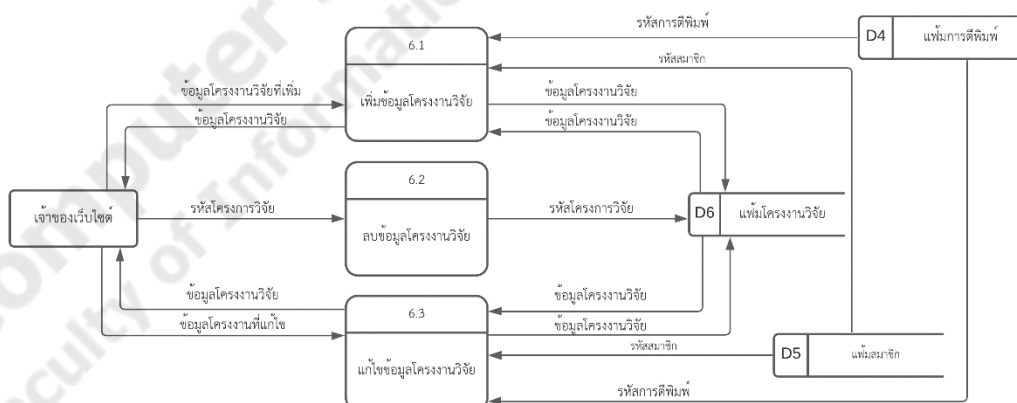 รหัสการตีพิมพ์
D4
แฟ้มการตีพิมพ์
6.1
รหัสสมาชิก
ข้อมูลโครงงานวิจัยที่เพิ่ม
เพิ่มข้อมูลโครงงานวิจัย
ข้อมูลโครงงานวิจัย
ข้อมูลโครงงานวิจัย
ข้อมูลโครงงานวิจัย
6.2
เจ้าของเว็บไซต์
รหัสโครงการวิจัย
ลบข้อมูลโครงงานวิจัย
รหัสโครงการวิจัย
D6
แฟ้มโครงงานวิจัย
ข้อมูลโครงงานวิจัย
6.3
ข้อมูลโครงงานวิจัย
ข้อมูลโครงงานที่แก้ไข
แก้ไขข้อมูลโครงงานวิจัย
ข้อมูลโครงงานวิจัย
รหัสสมาชิก
D5
แฟ้มสมาชิก
รหัสการตีพิมพ์
omputer
aculty of Informatio